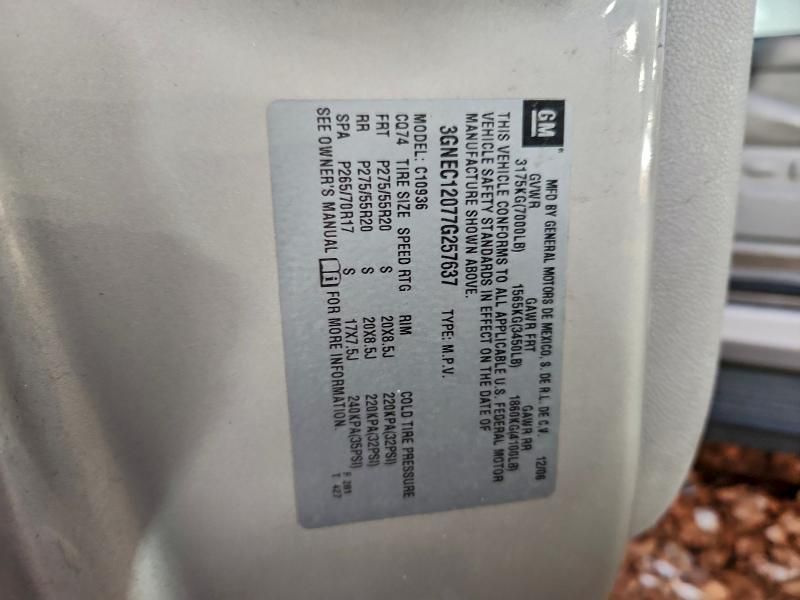 GM
MFD BY GENERAL MOTORS DE MEXICO, S. DE R.L. DE C.V. 12/06
GVWR GAWR FRT GAWR RR
3175KG(7000LB) 1565KG(3450LB) 1860KG(4100LB)
THIS VEHICLE CONFORMS TO ALL APPLICABLE U.S. FEDERAL MOTOR
VEHICLE SAFETY STANDARDS IN EFFECT ON THE DATE OF
MANUFACTURE SHOWN ABOVE.
3GNEC12077G257637 TYPE: M.P.V.
MODEL: C10936
CQ74 TIRE SIZE SPEED RTG RIM COLD TIRE PRESSURE
FRT P275/55R20 S 20X8.5J 220KPA(32PSI)
RR P275/55R20 S 20X8.5J 220KPA(32PSI)
SPA P265/70R17 S 17X7.5J 240KPA(35PSI)
SEE OWNER'S MANUAL i FOR MORE INFORMATION.
F 2B1
T 427